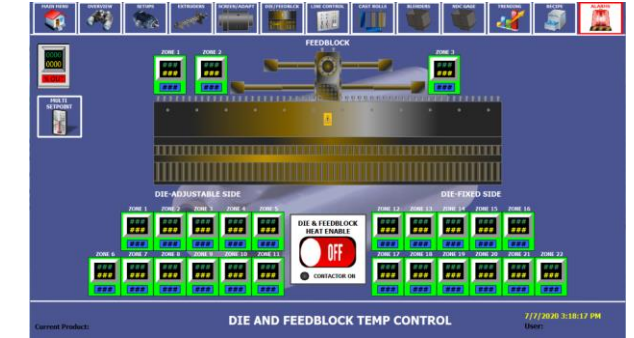 MAIN MENU OVERVIEW SETUPS EXTRUDERS SCREEN/ADAPT DIE/FEEDBLCK LINE CONTROL CAST ROLLS BLENDERS TRENDING RECIPE ALARMS
FEEDBLOCK
ZONE 1 ZONE 2 ZONE 3
### ### ###
### ### ###
### ### ###
0000
0000
MULTI
SETPOINT
DIE-ADJUSTABLE SIDE DIE-FIXED SIDE
ZONE 1 ZONE 2 ZONE 3 ZONE 4 ZONE 5 ZONE 12 ZONE 13 ZONE 14 ZONE 15 ZONE 16
### ### ### ### ### ### ### ### ### ###
### ### ### ### ### ### ### ### ### ###
### ### ### ### ### ### ### ### ### ###
DIE & FEEDBLOCK
HEAT ENABLE
OFF
CONTACTOR ON
ZONE 6 ZONE 7 ZONE 8 ZONE 9 ZONE 10 ZONE 11 ZONE 17 ZONE 18 ZONE 19 ZONE 20 ZONE 21 ZONE 22
### ### ### ### ### ### ### ### ### ### ### ###
### ### ### ### ### ### ### ### ### ### ### ###
### ### ### ### ### ### ### ### ### ### ### ###
Current Product:
DIE AND FEEDBLOCK TEMP CONTROL
7/7/2020 3:18:17 PM
User: